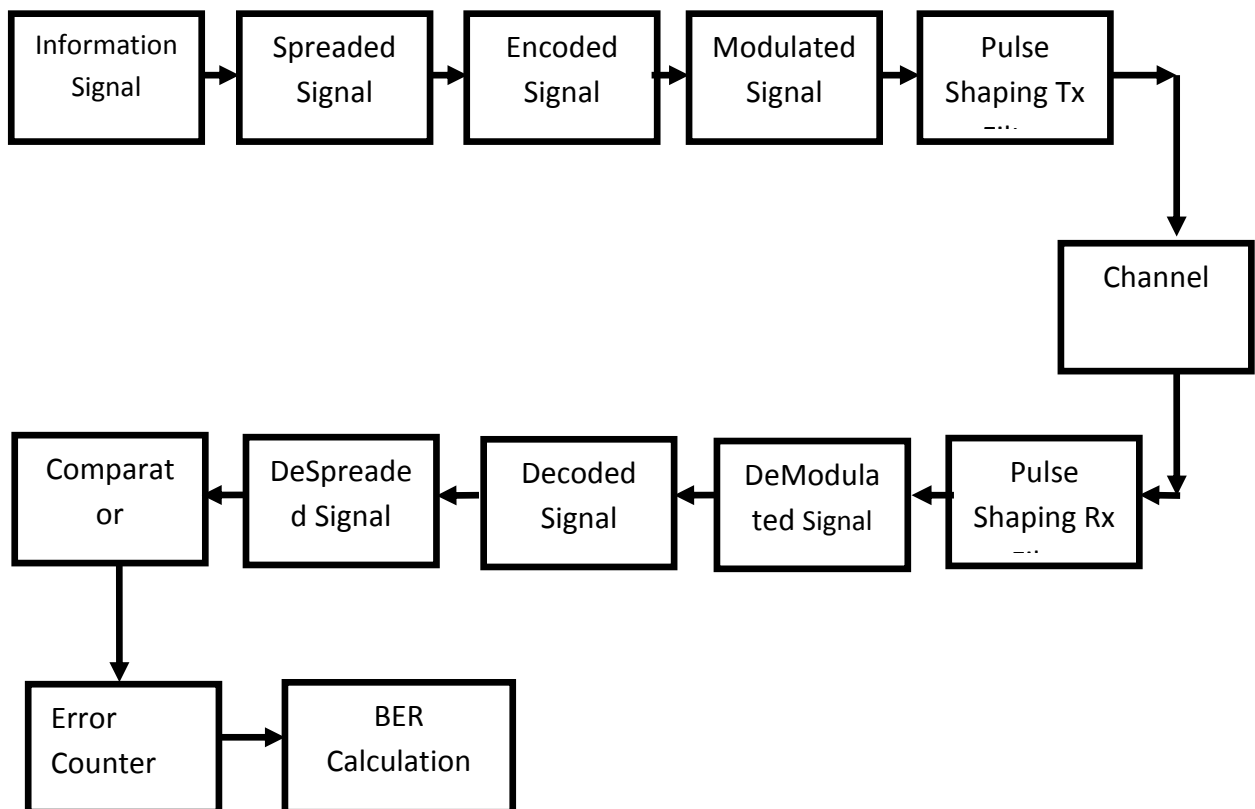 Information
Signal
Spreaded
Signal
Encoded
Signal
Modulated
Signal
Pulse
Shaping Tx
Channel
Comparat
or
DeSpreade
d Signal
Decoded
Signal
DeModula
ted Signal
Pulse
Shaping Rx
Error
Counter
BER
Calculation